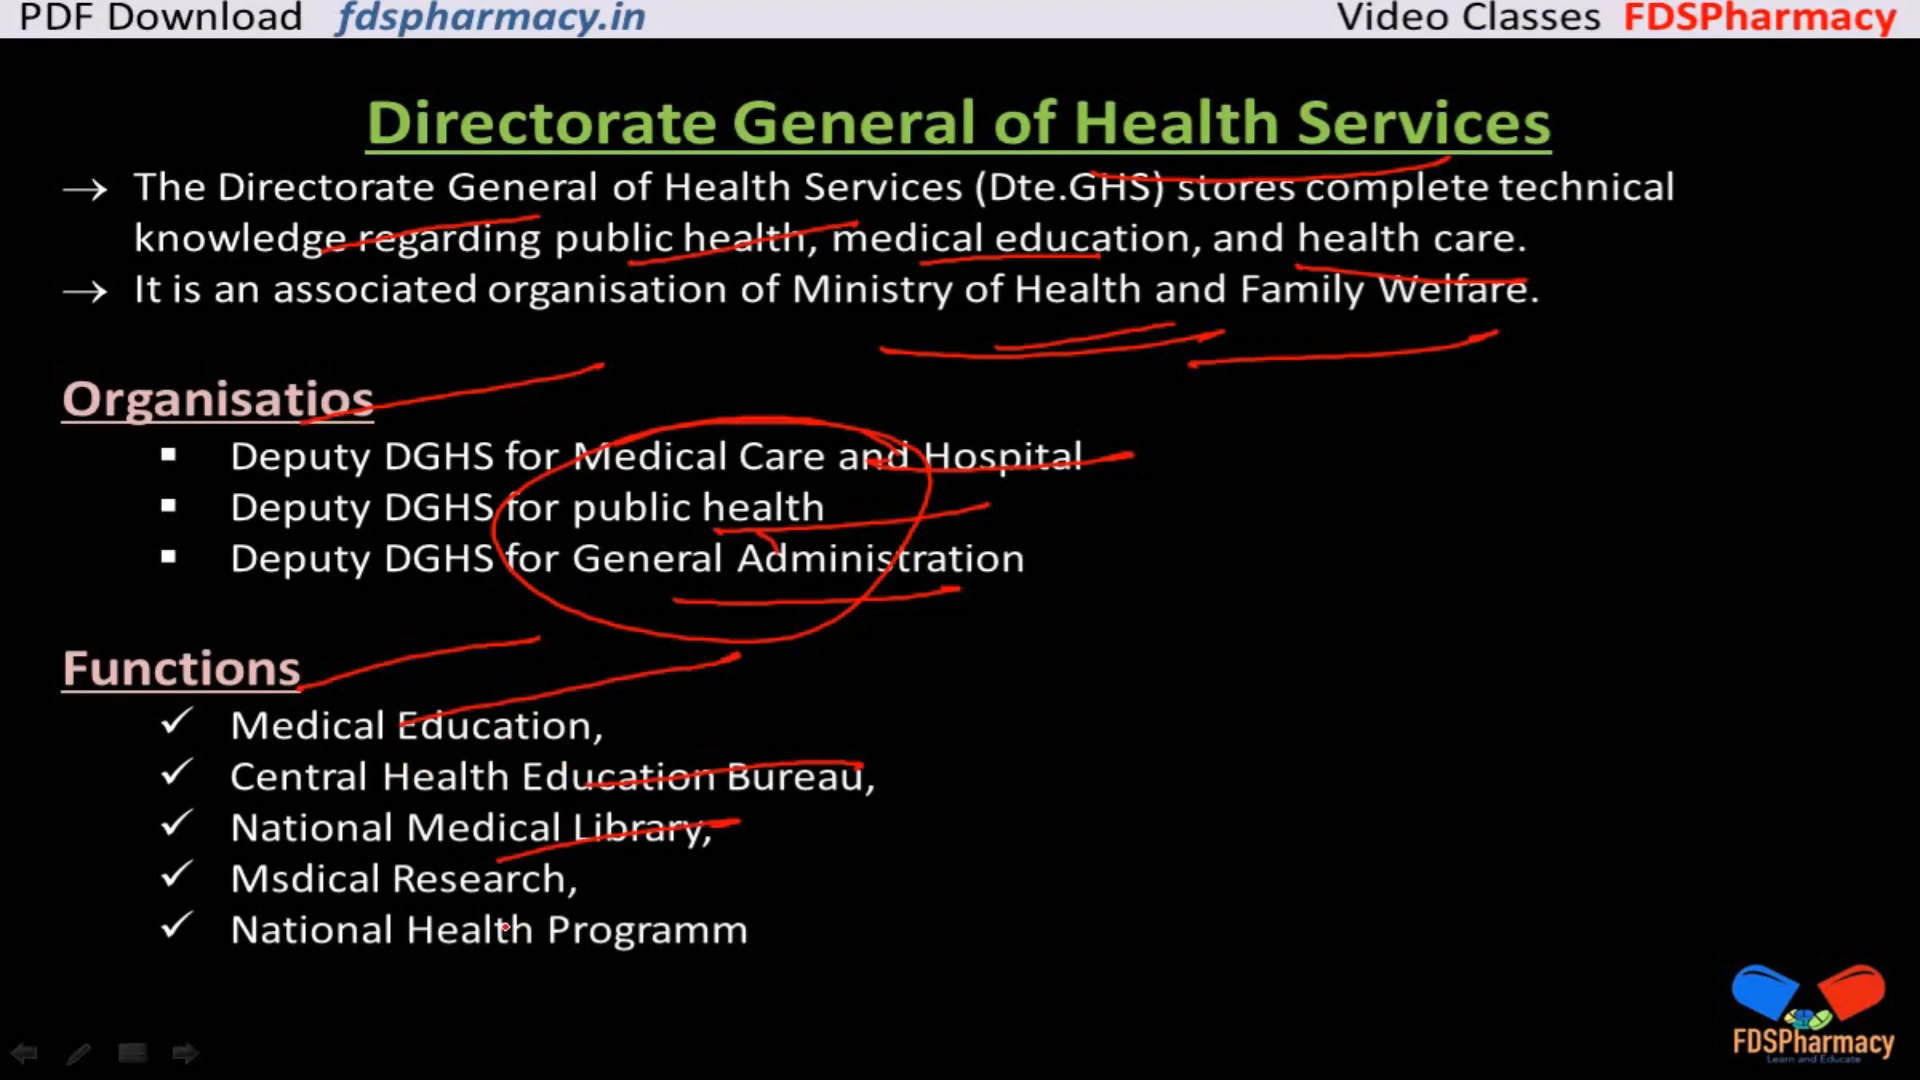 PDF Download fdspharmacy.in Video Classes FDSPharmacy
Directorate General of Health Services
→ The Directorate General of Health Services (Dte.GHS) stores complete technical
knowledge regarding public health, medical education, and health care.
→ It is an associated organisation of Ministry of Health and Family Welfare.
Organisatios
▪ Deputy DGHS for Medical Care and Hospital
▪ Deputy DGHS for public health
▪ Deputy DGHS for General Administration
Functions
✓ Medical Education,
✓ Central Health Education Bureau,
✓ National Medical Library,
✓ Msdical Research,
✓ National Health Programm
FDSPharmacy
Learn and Educate